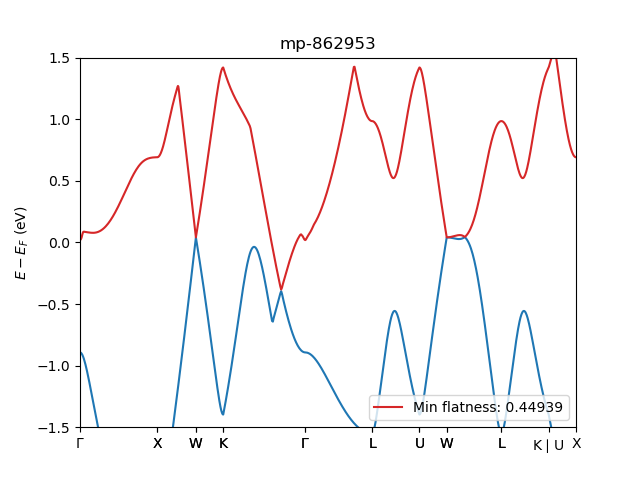 mp-862953
1.5
1.0
0.5
0.0
−0.5
−1.0
−1.5
E − E_F (eV)
Min flatness: 0.44939
Γ X W K Γ L U W L K | U X